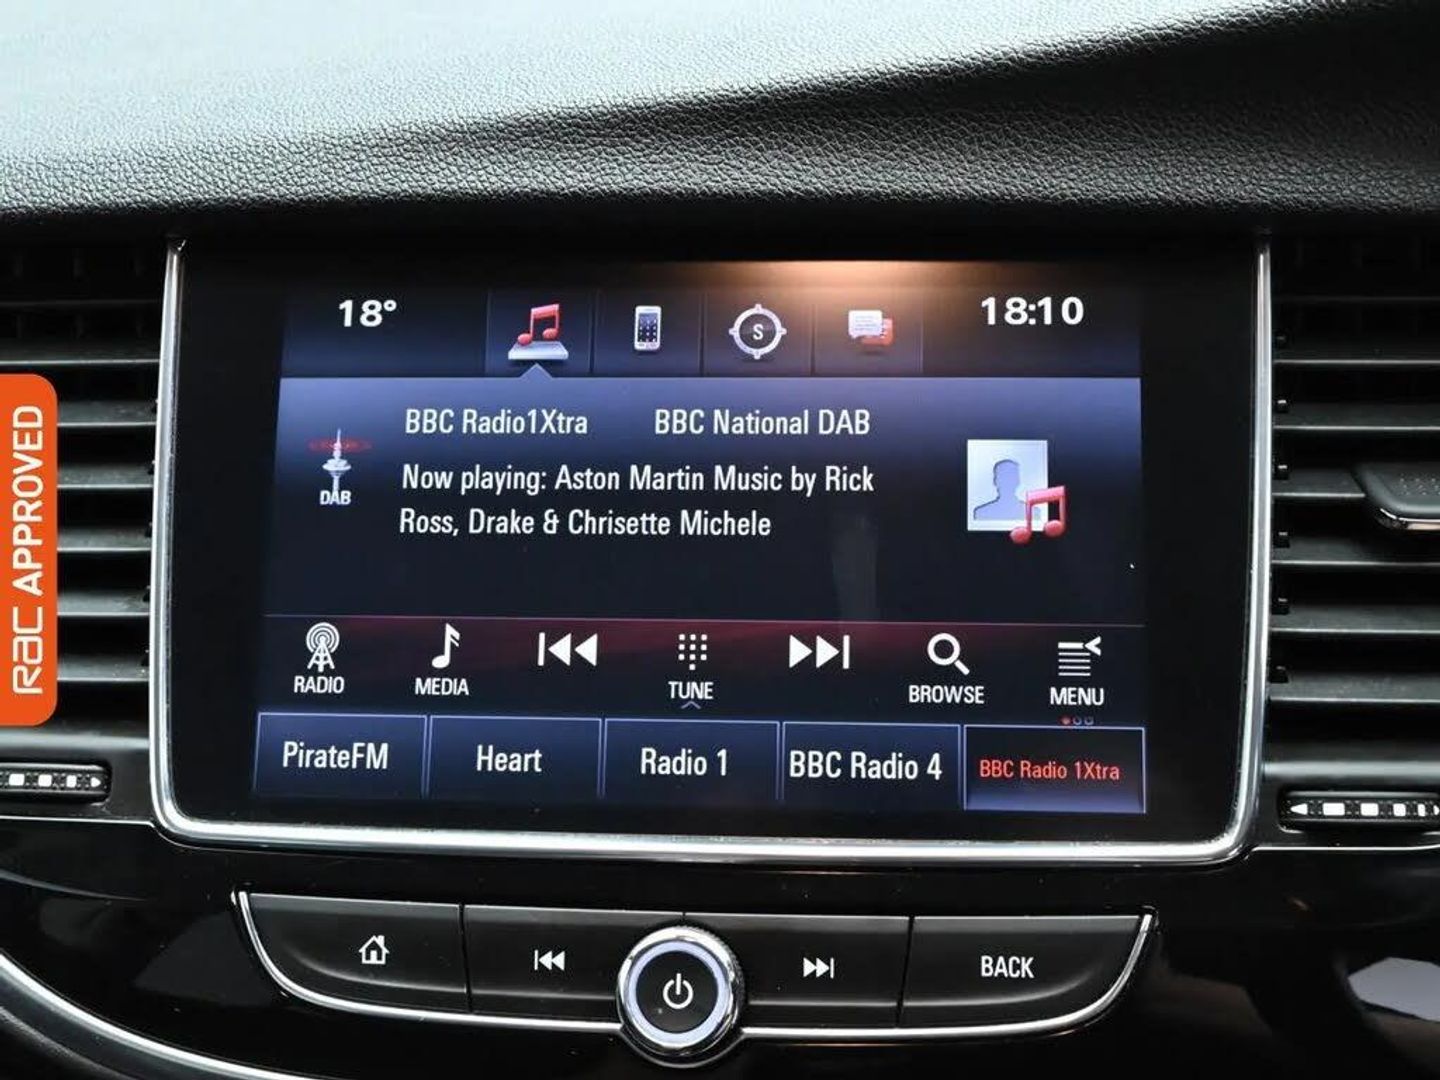 18°
S
18:10
BBC Radio1Xtra BBC National DAB
DAB
Now playing: Aston Martin Music by Rick
Ross, Drake & Chrisette Michele
RADIO
MEDIA
TUNE
BROWSE
MENU
PirateFM
Heart
Radio 1
BBC Radio 4
BBC Radio 1Xtra
BACK
RAC APPROVED